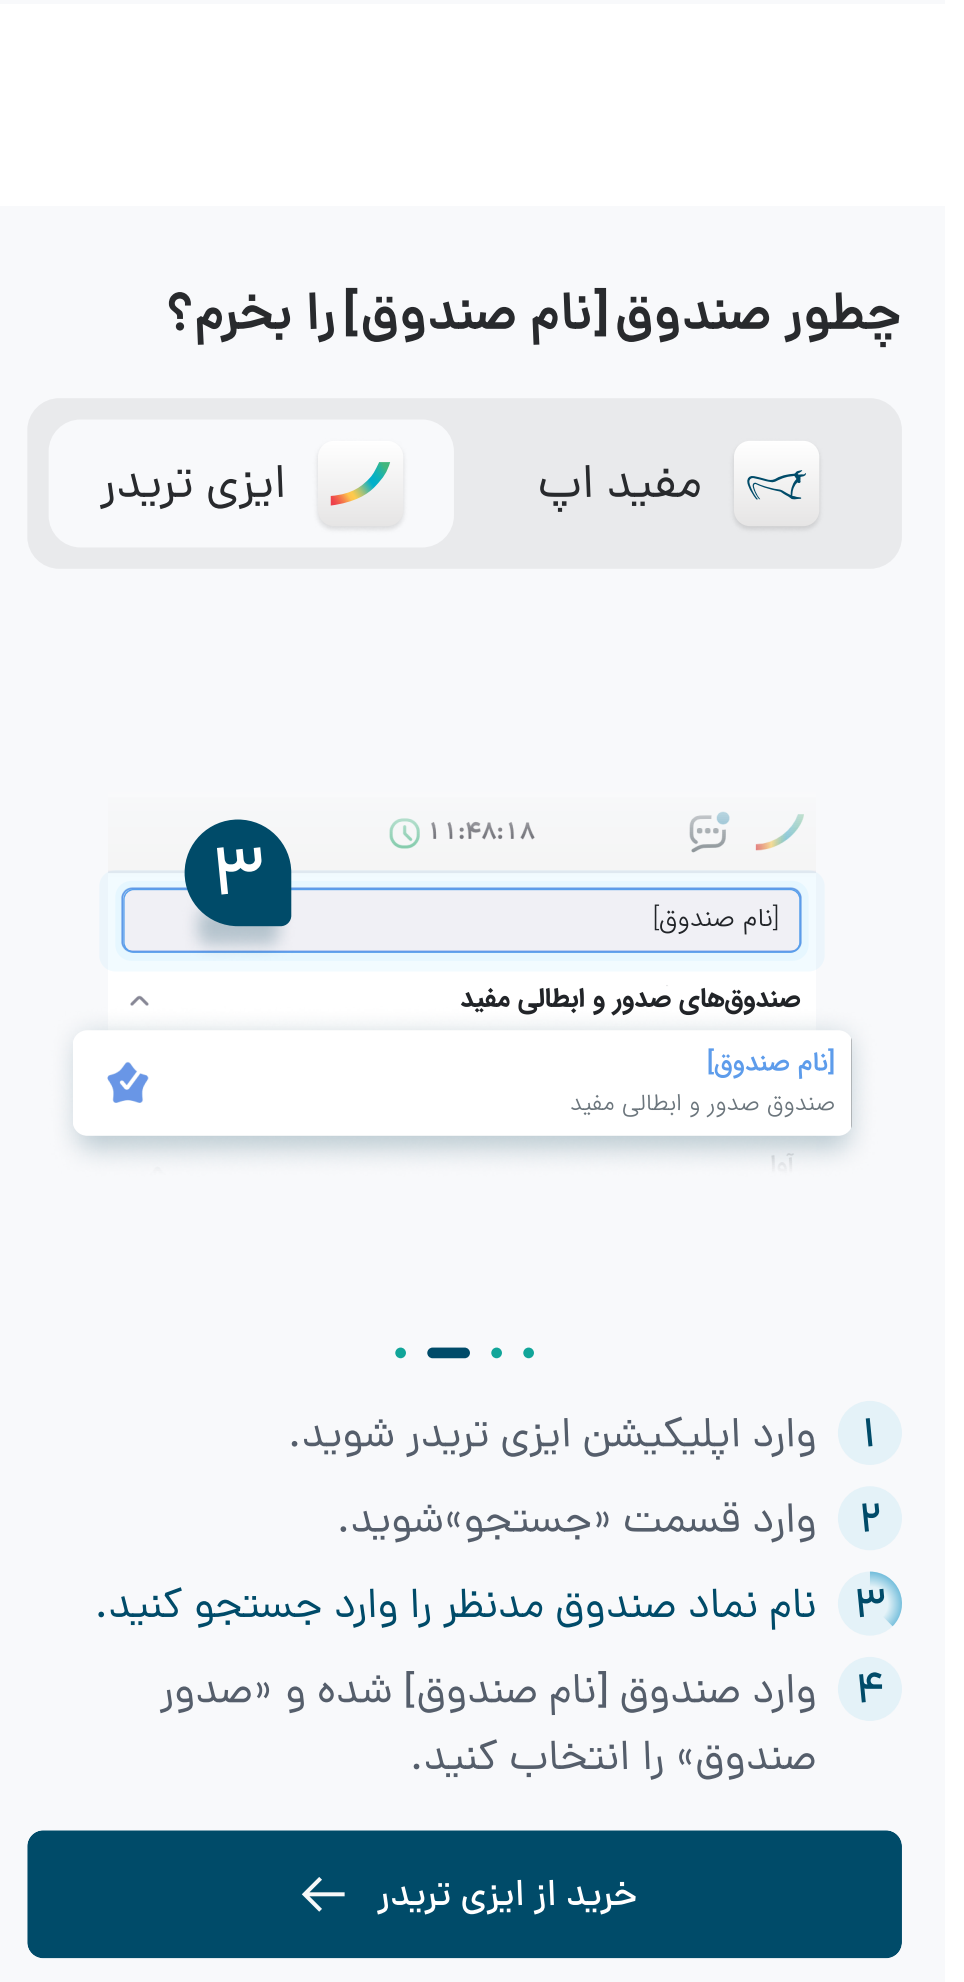 چطور صندوق [نام صندوق] را بخرم؟
مفید اپ
ایزی تریدر
۱۱:۴۸:۱۸
۳
[نام صندوق]
صندوق‌های صدور و ابطالی مفید
[نام صندوق]
صندوق صدور و ابطالی مفید
آوا
۱ وارد اپلیکیشن ایزی تریدر شوید.
۲ وارد قسمت «جستجو»شوید.
۳ نام نماد صندوق مدنظر را وارد جستجو کنید.
۴ وارد صندوق [نام صندوق] شده و «صدور
صندوق» را انتخاب کنید.
خرید از ایزی تریدر